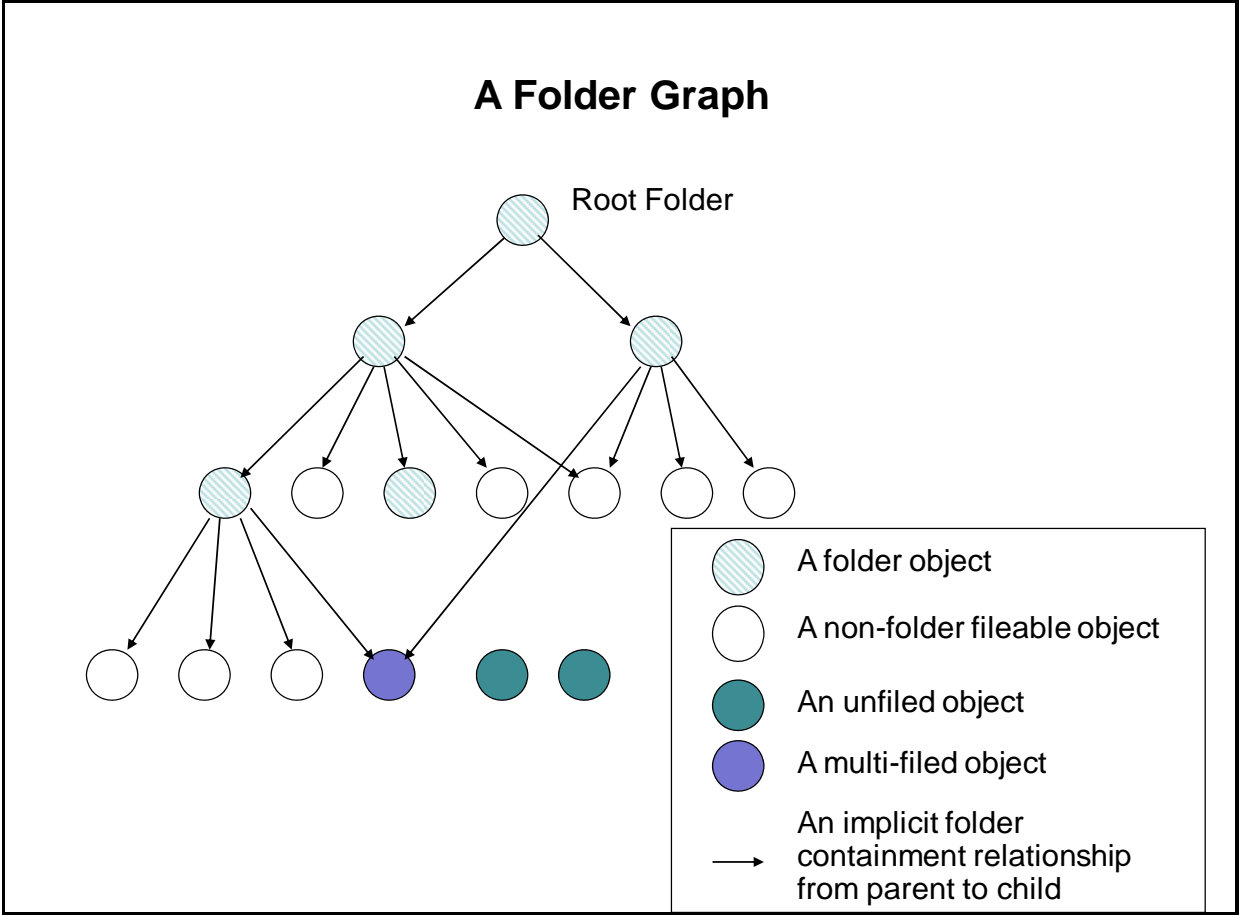 A Folder Graph
Root Folder
A folder object
A non-folder fileable object
An unfiled object
A multi-filed object
An implicit folder
containment relationship
from parent to child